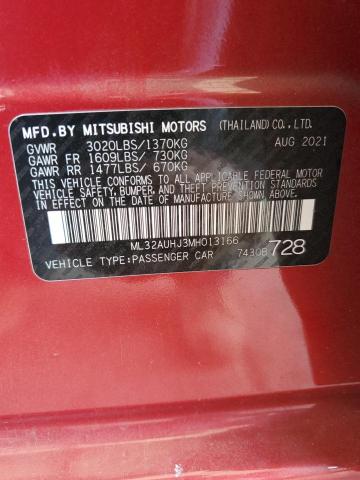 MFD.BY MITSUBISHI MOTORS (THAILAND)CO.,LTD.
GVWR 3020LBS/1370KG AUG 2021
GAWR FR 1609LBS/ 730KG
GAWR RR 1477LBS/ 670KG
THIS VEHICLE CONFORMS TO ALL APPLICABLE FEDERAL MOTOR
VEHICLE SAFETY, BUMPER, AND THEFT PREVENTION STANDARDS
IN EFFECT ON THE DATE OF MANUFACTURE SHOWN ABOVE.
ML32AUHJ3MH013166
VEHICLE TYPE:PASSENGER CAR 7430B 728